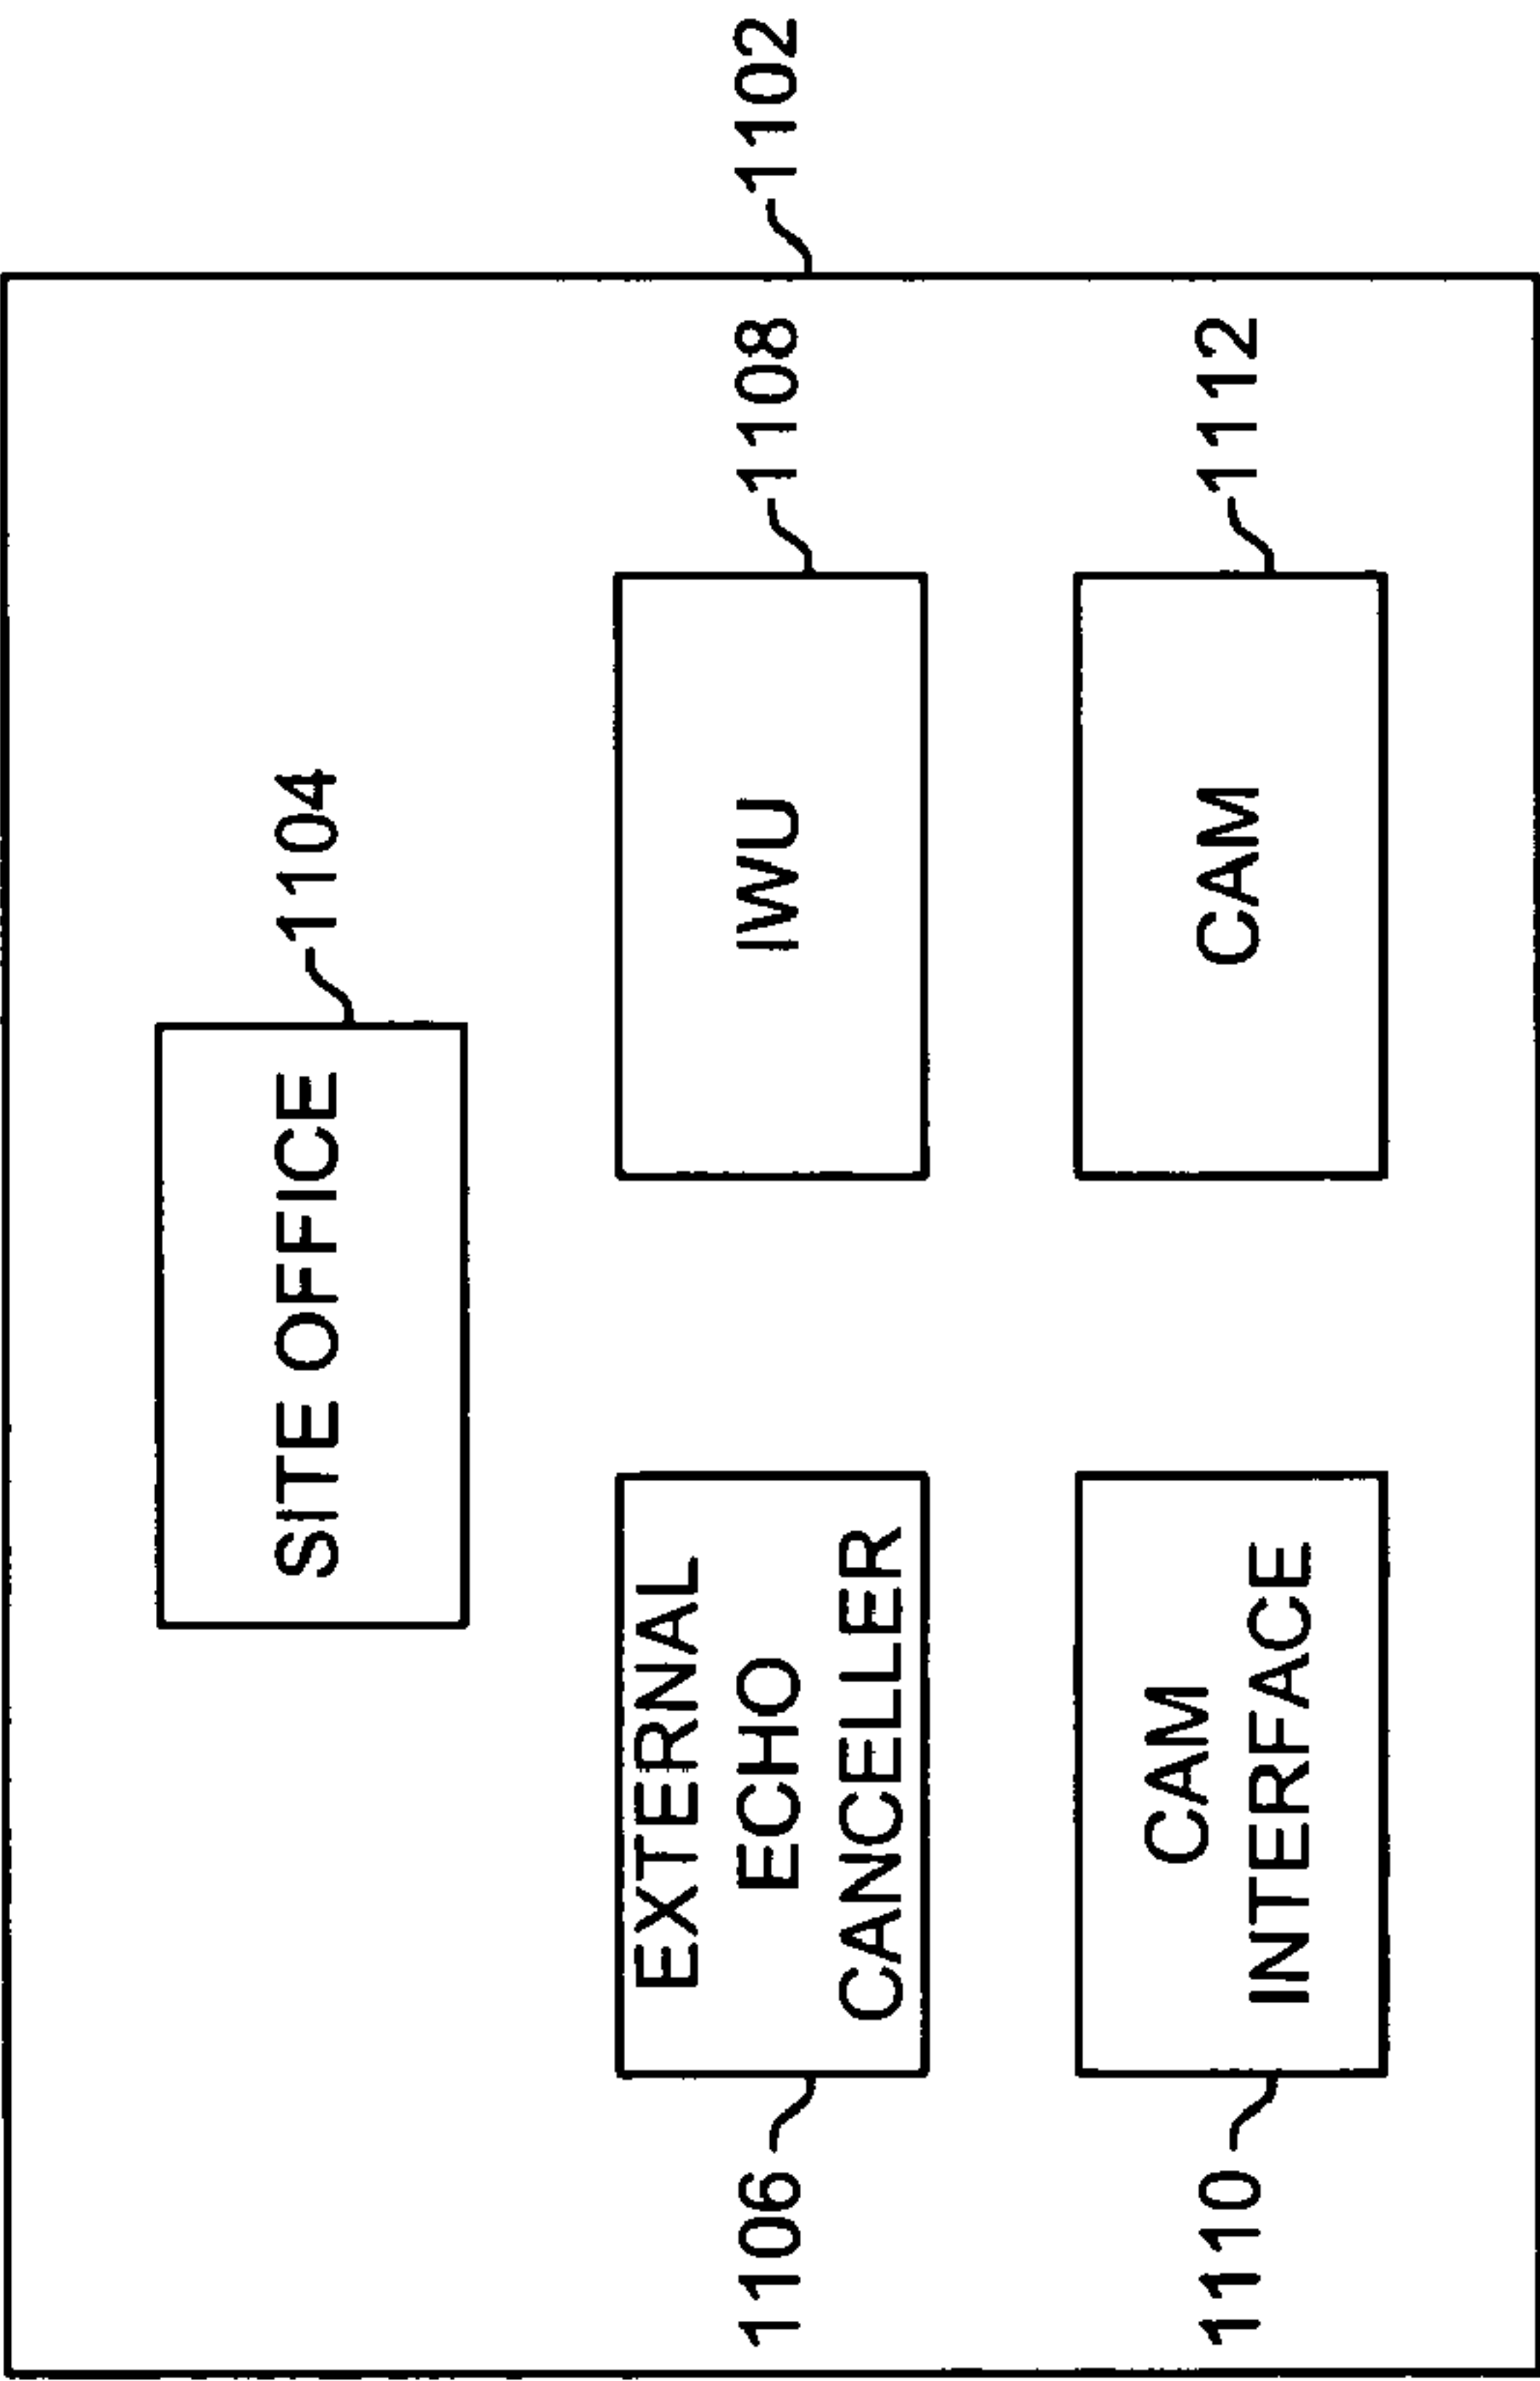 SITE OFFICE
1104
EXTERNAL
ECHO
CANCELLER
1106
IWU
1108
1102
CAM
INTERFACE
1110
CAM
1112